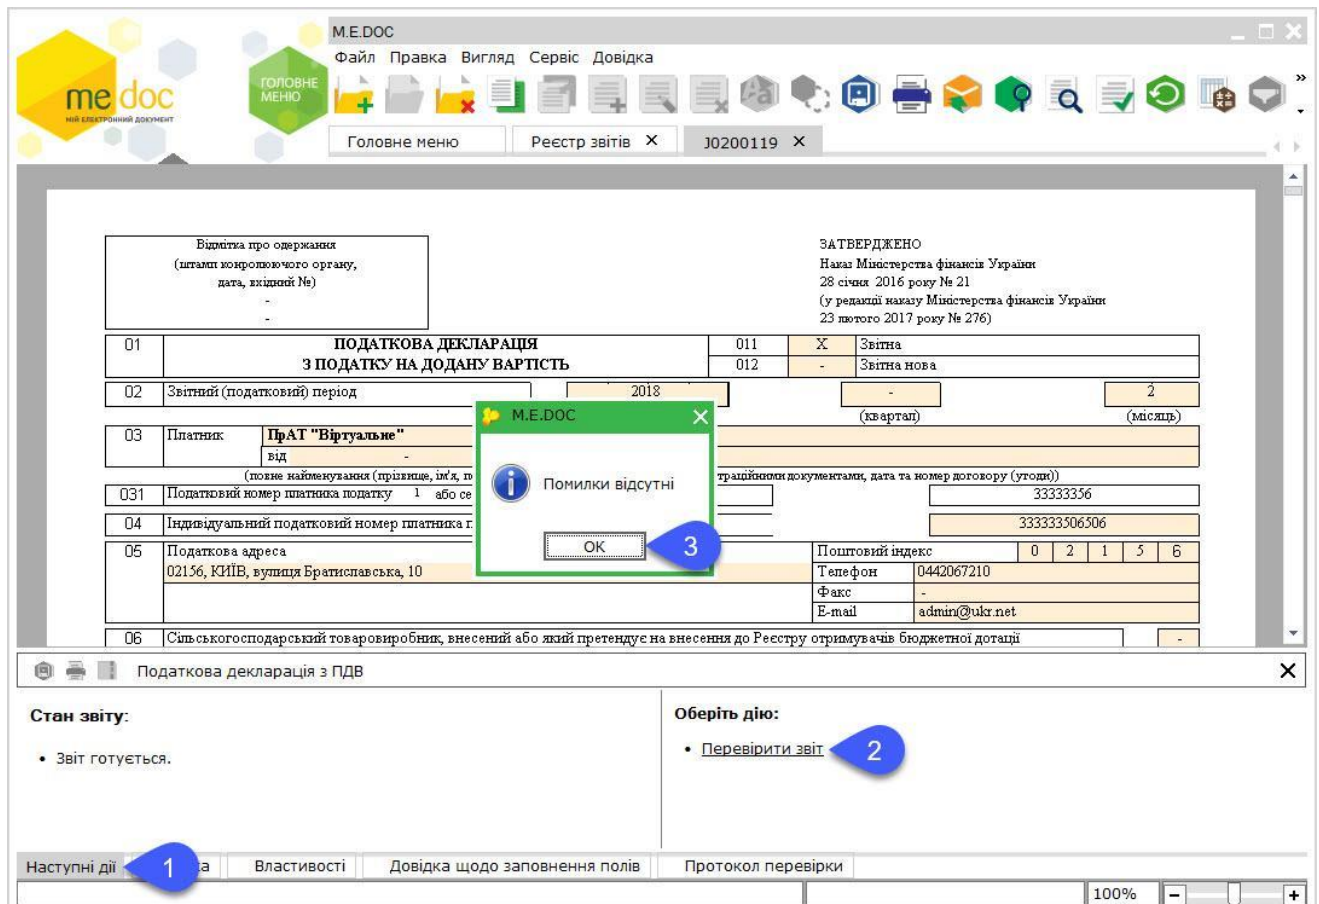 M.E.DOC
Файл Правка Вигляд Сервіс Довідка
me doc
МІЙ ЕЛЕКТРОННИЙ ДОКУМЕНТ
ГОЛОВНЕ
МЕНЮ
Головне меню
Реєстр звітів
J0200119
Відмітка про одержання
(штамп конролюючого органу,
дата, вхідний №)
-
-
ЗАТВЕРДЖЕНО
Наказ Міністерства фінансів України
28 січня 2016 року № 21
(у редакції наказу Міністерства фінансів України
23 лютого 2017 року № 276)
01 ПОДАТКОВА ДЕКЛАРАЦІЯ 011 X Звітна
З ПОДАТКУ НА ДОДАНУ ВАРТІСТЬ 012 - Звітна нова
02 Звітний (податковий) період 2018 - 2
(квартал) (місяць)
03 Платник ПрАТ "Віртуальне"
від -
(повне найменування (прізвище, ім'я, документами, дата та номер договору (угоди))
031 Податковий номер платника податку 1 або 33333356
04 Індивідуальний податковий номер платника 333333506506
05 Податкова адреса Поштовий індекс 0 2 1 5 6
02156, КИЇВ, вулиця Братиславська, 10 Телефон 0442067210
Факс -
E-mail admin@ukr.net
06 Сільськогосподарський товаровиробник, внесений або який претендує на внесення до Реєстру отримувачів бюджетної дотації -
M.E.DOC
Помилки відсутні
OK
3
Податкова декларація з ПДВ
Стан звіту:
• Звіт готується.
Оберіть дію:
• Перевірити звіт
2
Наступні дії
1
Властивості
Довідка щодо заповнення полів
Протокол перевірки
100%